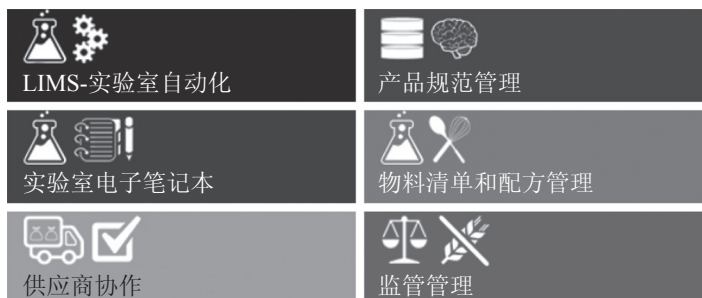 LIMS-实验室自动化
产品规范管理
实验室电子笔记本
物料清单和配方管理
供应商协作
监管管理